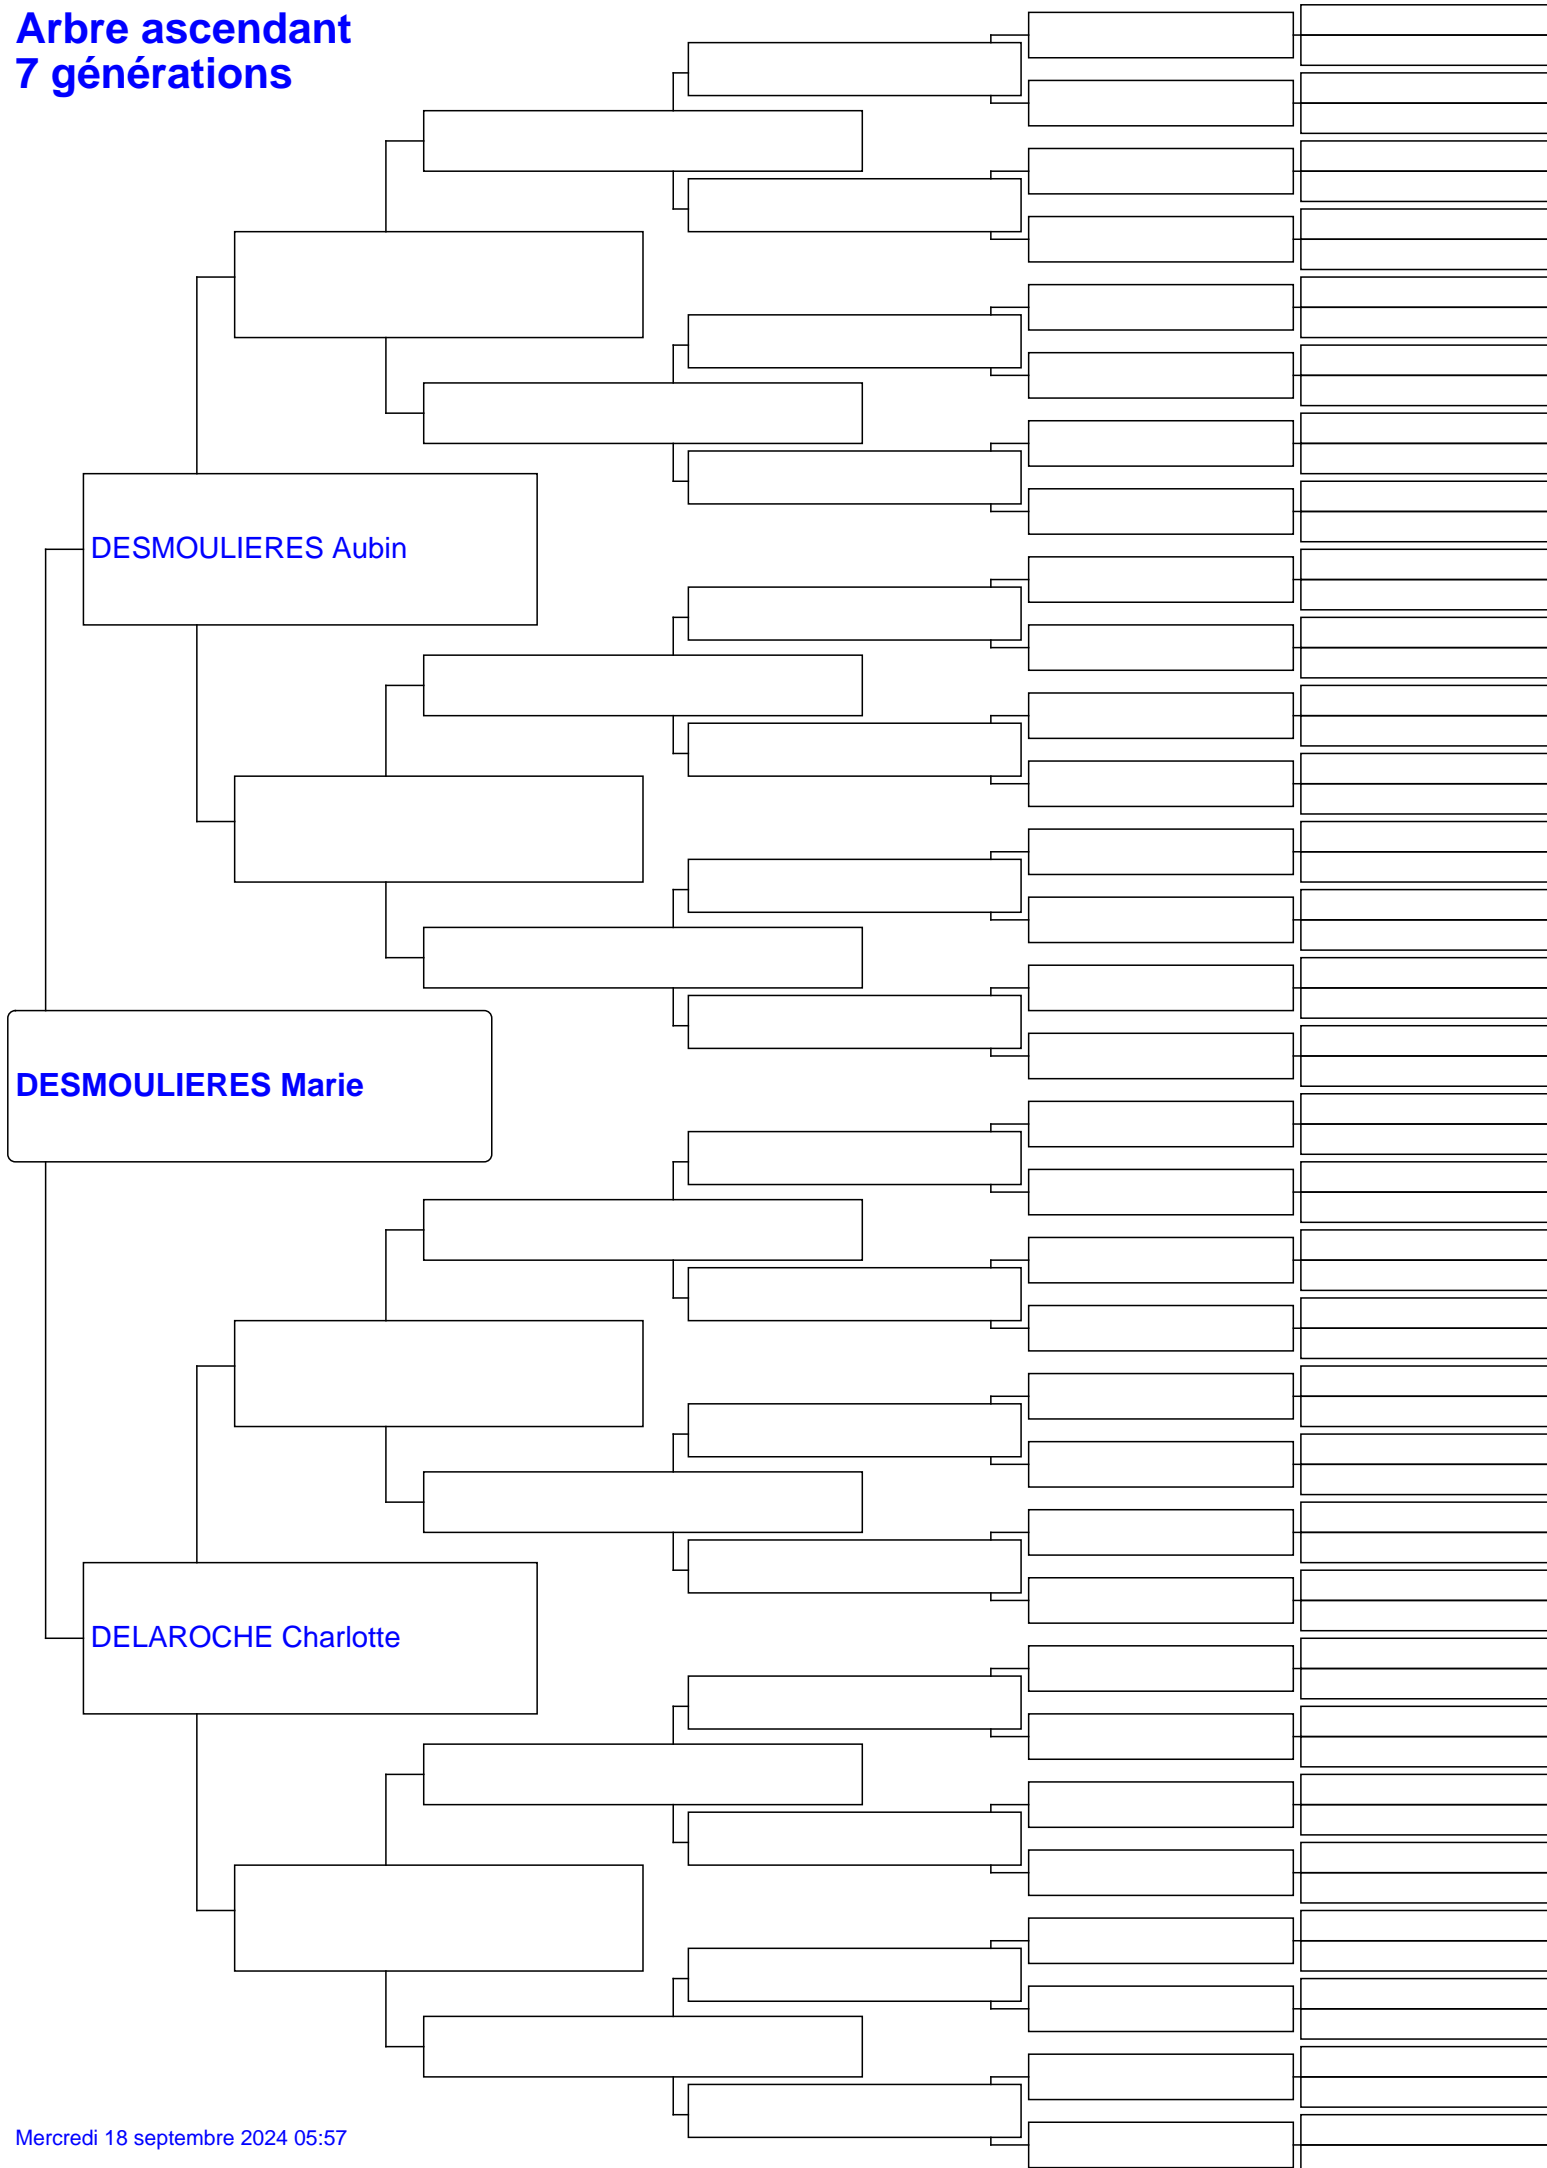 Arbre ascendant
7 générations
DESMOULIERES Aubin
DESMOULIERES Marie
DELAROCHE Charlotte
Mercredi 18 septembre 2024 05:57